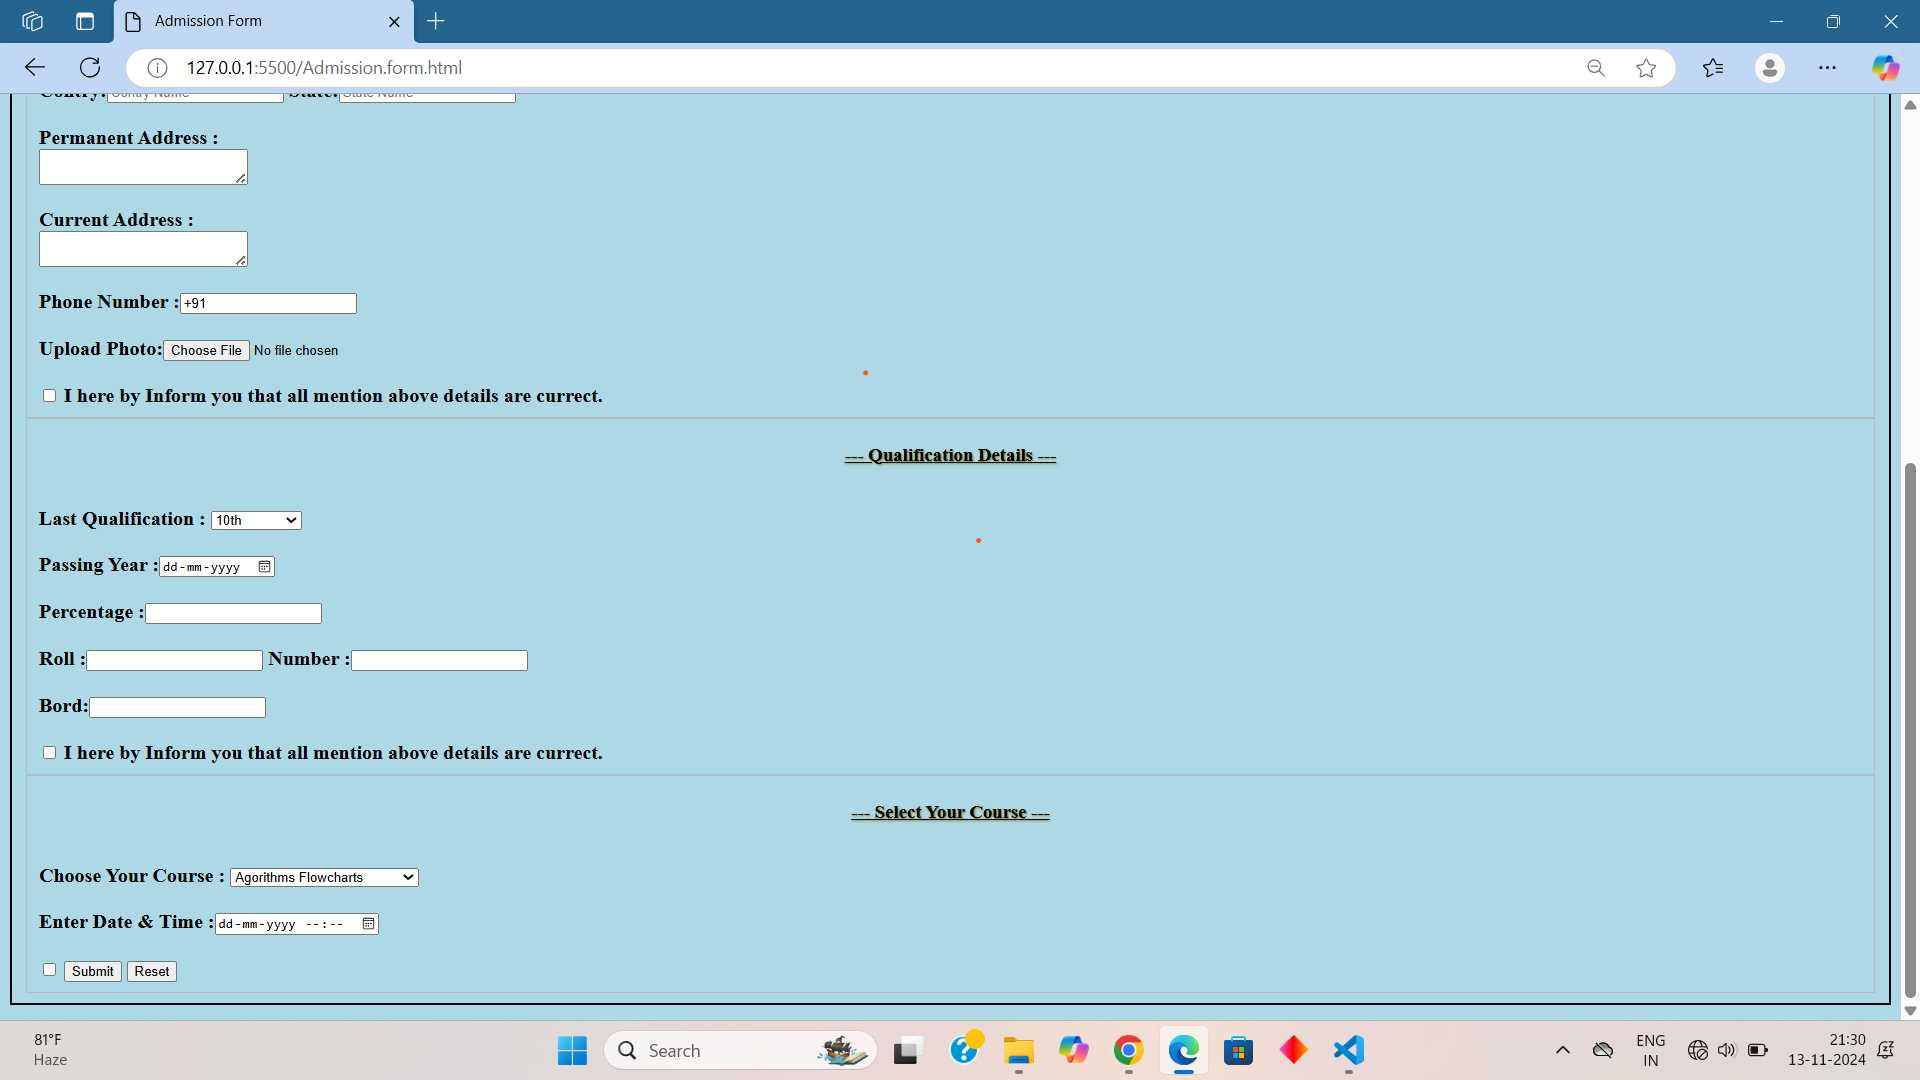 Admission Form
127.0.0.1:5500/Admission.form.html
Contry: Contry Name State: State Name
Permanent Address :
Current Address :
Phone Number : +91
Upload Photo: Choose File No file chosen
I here by Inform you that all mention above details are currect.
--- Qualification Details ---
Last Qualification : 10th
Passing Year : dd-mm-yyyy
Percentage :
Roll : Number :
Bord:
I here by Inform you that all mention above details are currect.
--- Select Your Course ---
Choose Your Course : Agorithms Flowcharts
Enter Date & Time : dd-mm-yyyy --:--
Submit Reset
81°F
Haze
Search
ENG
IN
21:30
13-11-2024